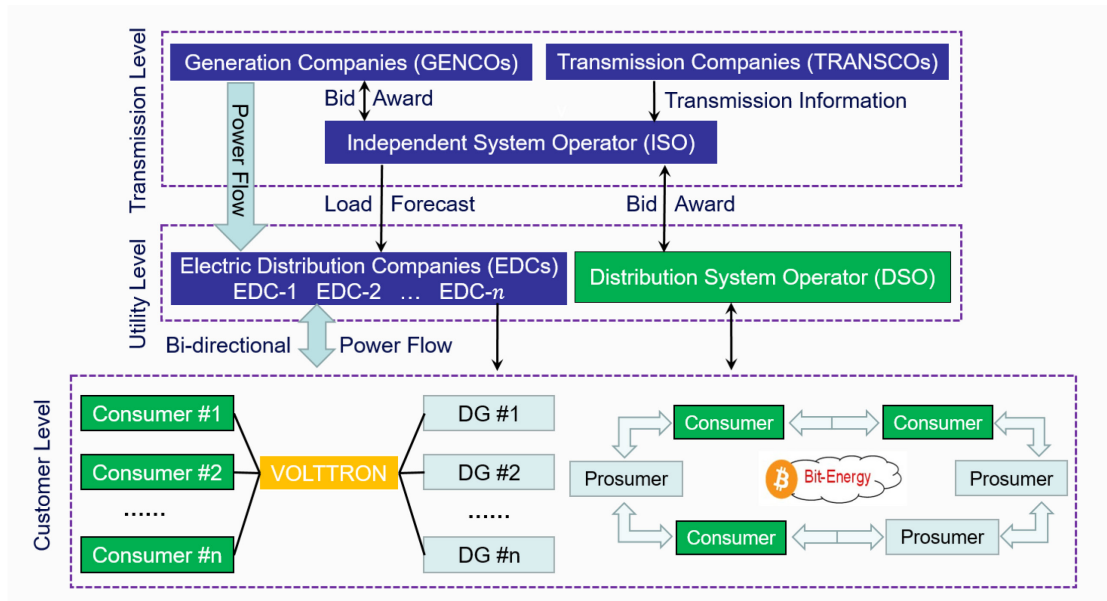 Transmission Level
Generation Companies (GENCOs)
Transmission Companies (TRANSCOs)
Power Flow
Bid Award
Transmission Information
Independent System Operator (ISO)
Load Forecast
Bid Award
Utility Level
Electric Distribution Companies (EDCs)
EDC-1 EDC-2 … EDC-n
Distribution System Operator (DSO)
Bi-directional Power Flow
Customer Level
Consumer #1
Consumer #2
......
Consumer #n
VOLTTRON
DG #1
DG #2
......
DG #n
Consumer
Consumer
Prosumer
Bit-Energy
Prosumer
Consumer
Prosumer